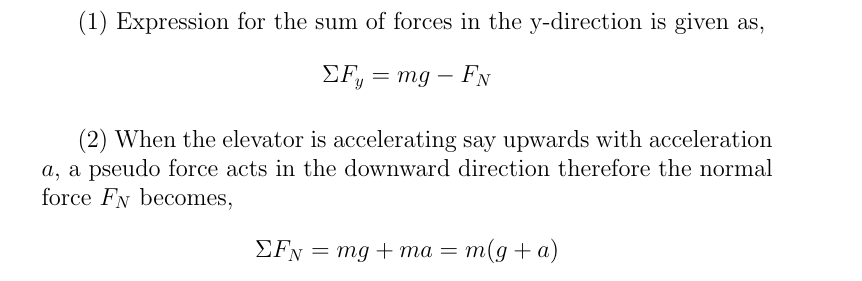 (1) Expression for the sum of forces in the y-direction is given as,
ΣF_y = mg − F_N
(2) When the elevator is accelerating say upwards with acceleration
a, a pseudo force acts in the downward direction therefore the normal
force F_N becomes,
ΣF_N = mg + ma = m(g + a)